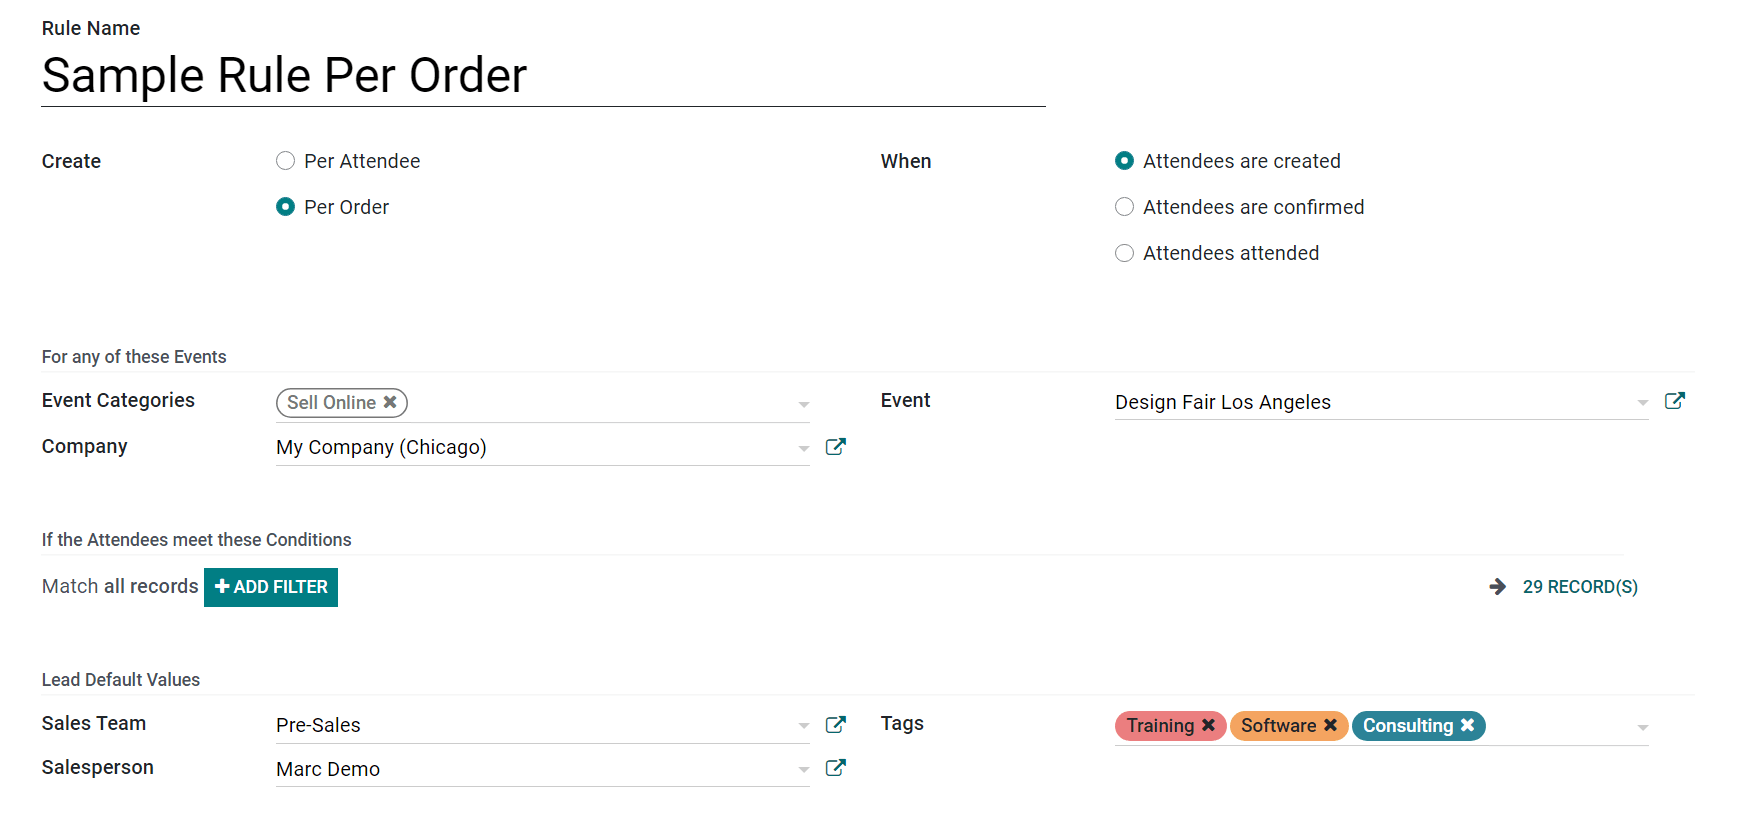 Rule Name
Sample Rule Per Order
Create
Per Attendee
Per Order
When
Attendees are created
Attendees are confirmed
Attendees attended
For any of these Events
Event Categories
Sell Online
Event
Design Fair Los Angeles
Company
My Company (Chicago)
If the Attendees meet these Conditions
Match all records
ADD FILTER
29 RECORD(S)
Lead Default Values
Sales Team
Pre-Sales
Tags
Training
Software
Consulting
Salesperson
Marc Demo